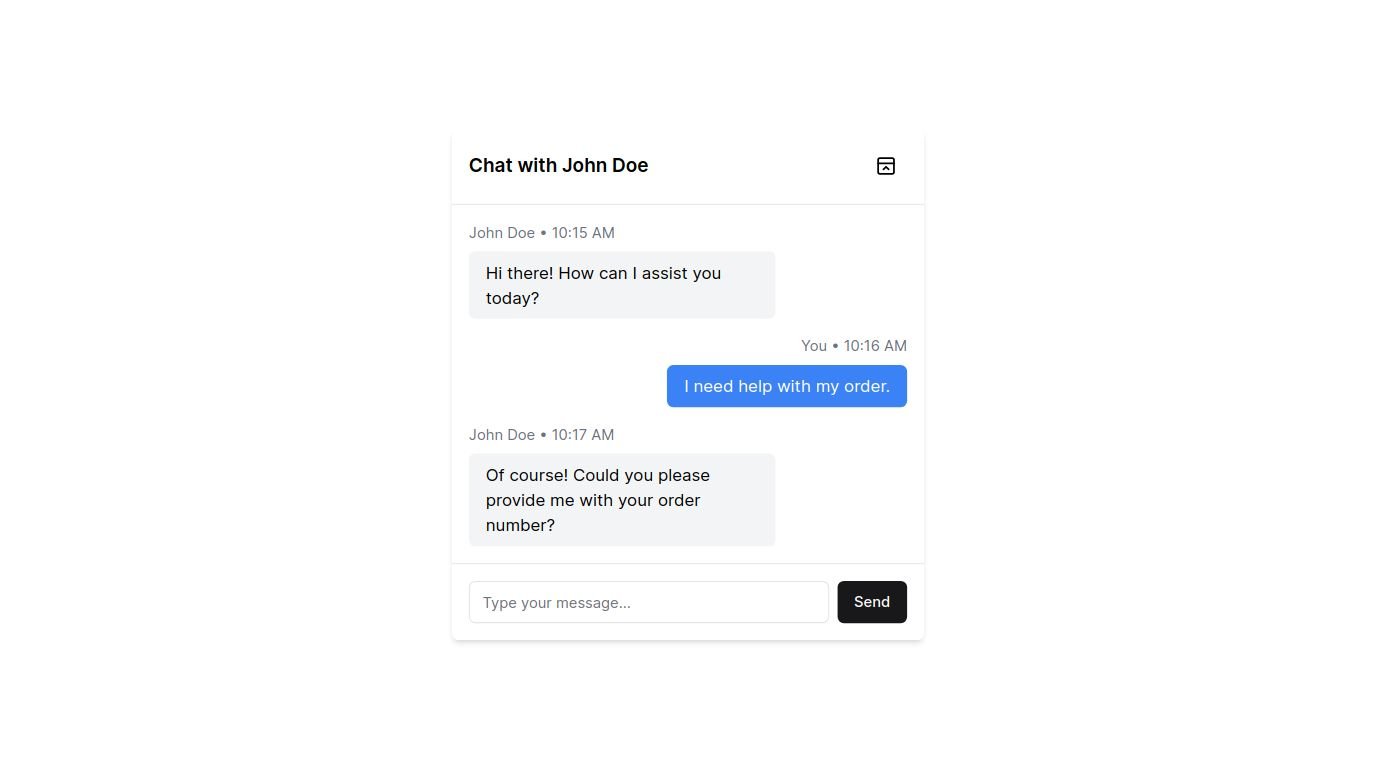 Chat with John Doe
John Doe • 10:15 AM
Hi there! How can I assist you
today?
You • 10:16 AM
I need help with my order.
John Doe • 10:17 AM
Of course! Could you please
provide me with your order
number?
Type your message...
Send